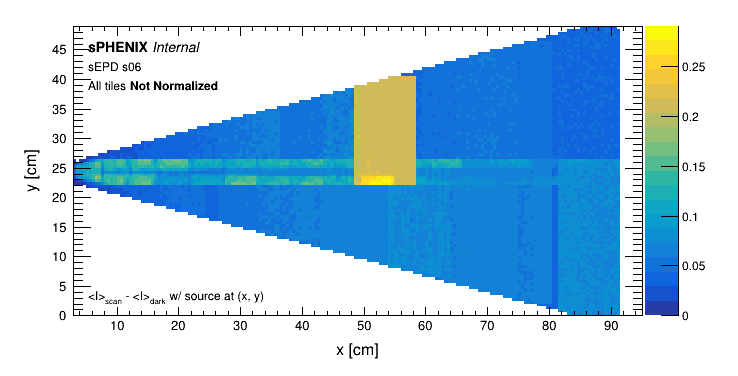 sPHENIX Internal
sEPD s06
All tiles Not Normalized
<I>scan - <I>dark w/ source at (x, y)
y [cm]
45
40
35
30
25
20
15
10
5
0
10 20 30 40 50 60 70 80 90
x [cm]
0.25
0.2
0.15
0.1
0.05
0